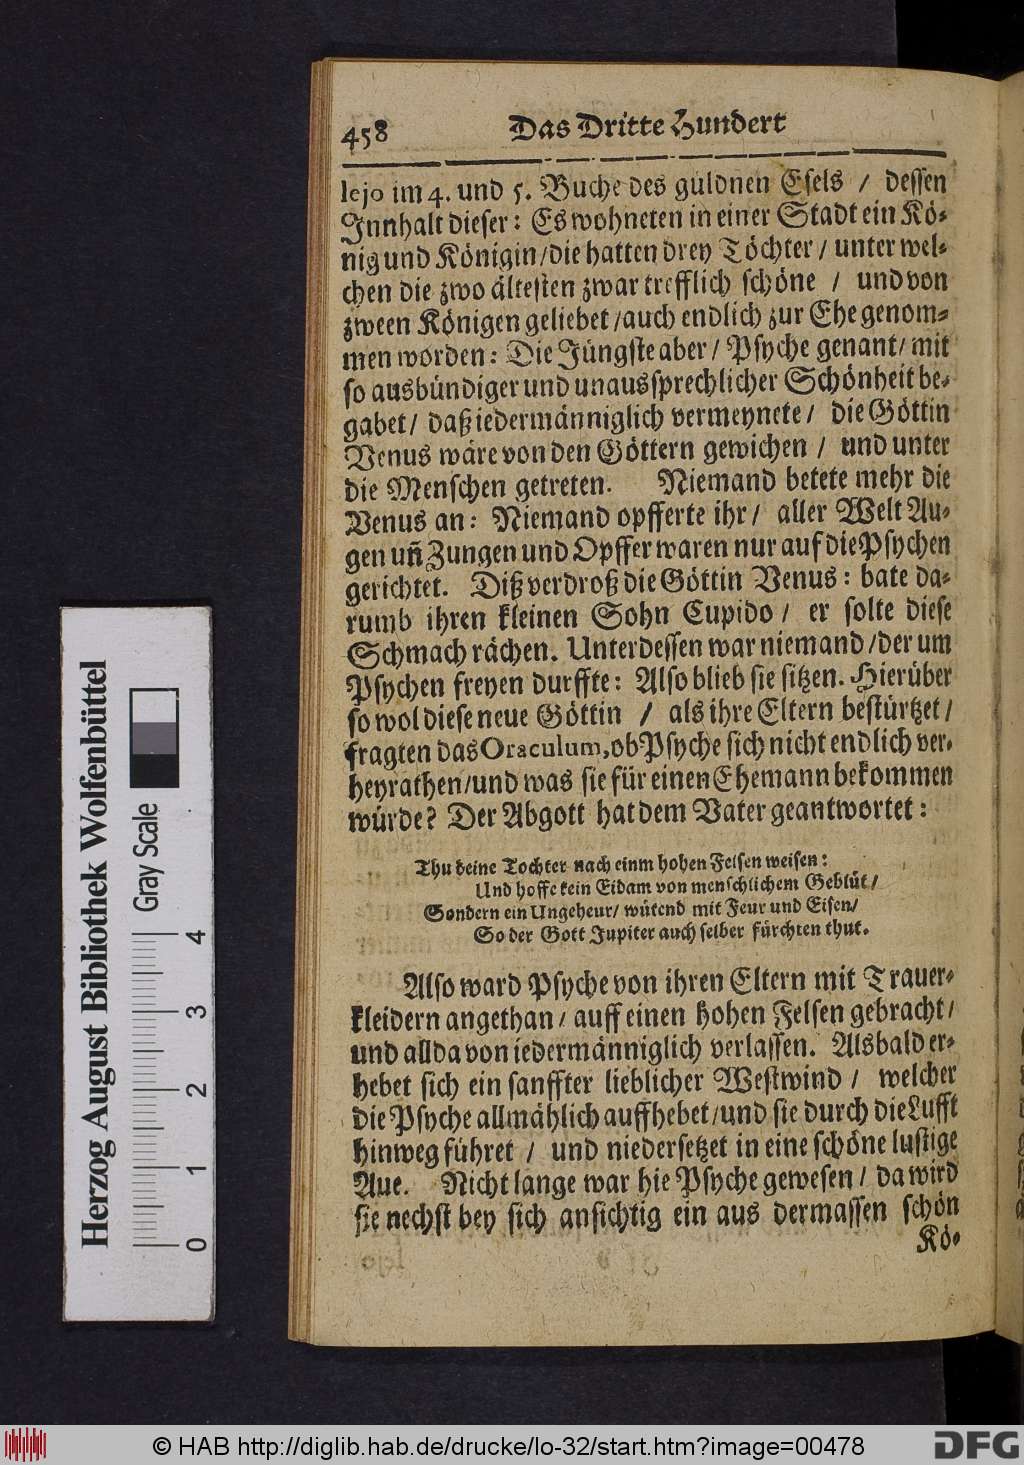 458 Das Dritte Hundert
lejo im 4. und 5. Buche des güldnen Esels / dessen
Innhalt dieser: Es wohneten in einer Stadt ein Kö-
nig und Königin/die hatten drey Töchter / unter wel-
chen die zwo ältesten zwar trefflich schöne / und von
zween Königen geliebet/auch endlich zur Ehe genom-
men worden: Die Jüngste aber/ Psyche genant/ mit
so ausbündiger und unaussprechlicher Schönheit be-
gabet/ daß iedermänniglich vermeynete/ die Göttin
Venus wäre von den Göttern gewichen / und unter
die Menschen getreten. Niemand betete mehr die
Venus an: Niemand opfferte ihr/ aller Welt Au-
gen uñ Zungen und Opffer waren nur auf die Psychen
gerichtet. Diß verdroß die Göttin Venus: bate da-
rumb ihren kleinen Sohn Cupido/ er solte diese
Schmach rächen. Unterdessen war niemand/der um
Psychen freyen durffte: Also blieb sie sitzen. Hierüber
so wol diese neue Göttin / als ihre Eltern bestürtzet/
fragten das Oraculum,ob Psyche sich nicht endlich ver-
heyrathen/und was sie für einen Ehemann bekommen
würde? Der Abgott hat dem Vater geantwortet:
Thu deine Tochter nach einm hohen Felsen weisen:
Und hoffe kein Eidam von menschlichem Geblüt/
Sondern ein Ungeheur/ wütend mit Feur und Eisen/
So der Gott Jupiter auch selber fürchten thut.
Also ward Psyche von ihren Eltern mit Trauer-
kleidern angethan/ auff einen hohen Felsen gebracht/
und allda von iedermänniglich verlassen. Alsbald er-
hebet sich ein sanffter lieblicher Westwind / welcher
die Psyche allmählich auffhebet/und sie durch die Lufft
hinweg führet / und niedersetzet in eine schöne lustige
Aue. Nicht lange war hie Psyche gewesen/ da wird
sie nechst bey sich ansichtig ein aus dermassen schön
Kö-
Herzog August Bibliothek Wolfenbüttel
Gray Scale
0 1 2 3 4
© HAB http://diglib.hab.de/drucke/lo-32/start.htm?image=00478
DFG